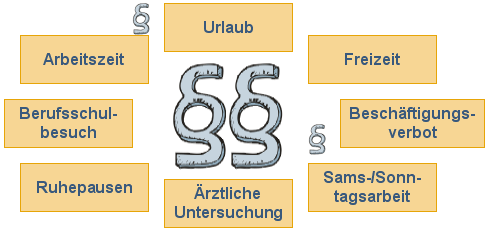 §
Urlaub
Arbeitszeit
Freizeit
§§
Berufsschul-
besuch
Beschäftigungs-
verbot
§
Ruhepausen
Ärztliche
Untersuchung
Sams-/Sonn-
tagsarbeit